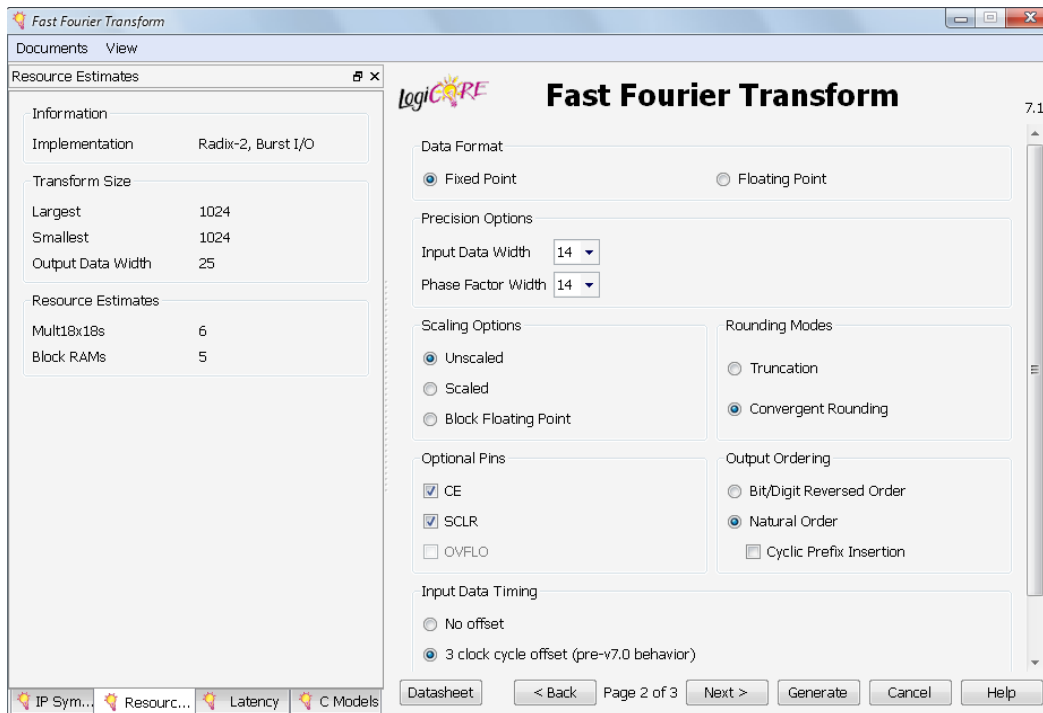 Fast Fourier Transform
Documents View
Resource Estimates
Information
Implementation Radix-2, Burst I/O
Transform Size
Largest 1024
Smallest 1024
Output Data Width 25
Resource Estimates
Mult18x18s 6
Block RAMs 5
IP Sym... Resourc... Latency C Models
LogiCORE
Fast Fourier Transform
7.1
Data Format
Fixed Point Floating Point
Precision Options
Input Data Width 14
Phase Factor Width 14
Scaling Options
Unscaled
Scaled
Block Floating Point
Rounding Modes
Truncation
Convergent Rounding
Optional Pins
CE
SCLR
OVFLO
Output Ordering
Bit/Digit Reversed Order
Natural Order
Cyclic Prefix Insertion
Input Data Timing
No offset
3 clock cycle offset (pre-v7.0 behavior)
Datasheet < Back Page 2 of 3 Next > Generate Cancel Help